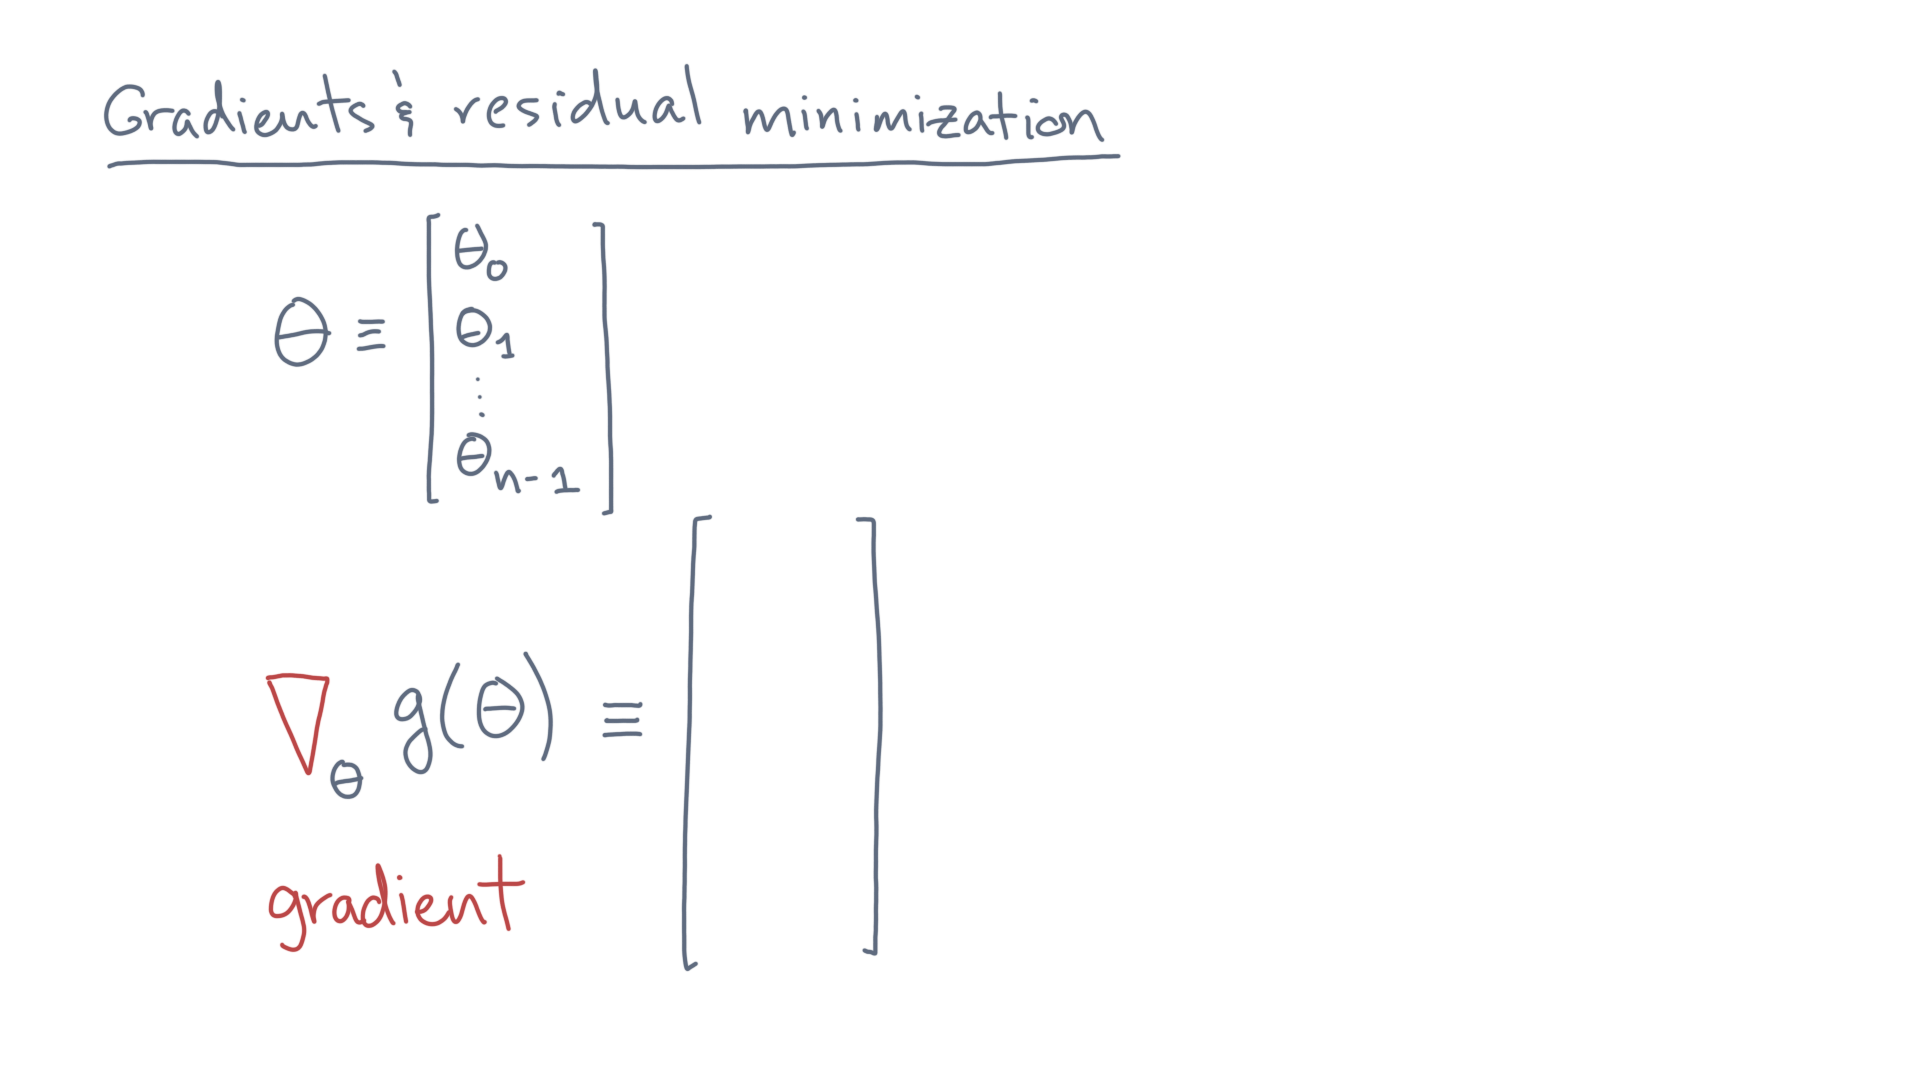 Gradients & residual minimization
θ ≡ [ θ₀
θ₁
⋮
θₙ₋₁ ]
∇_θ g(θ) ≡ [ ]
gradient